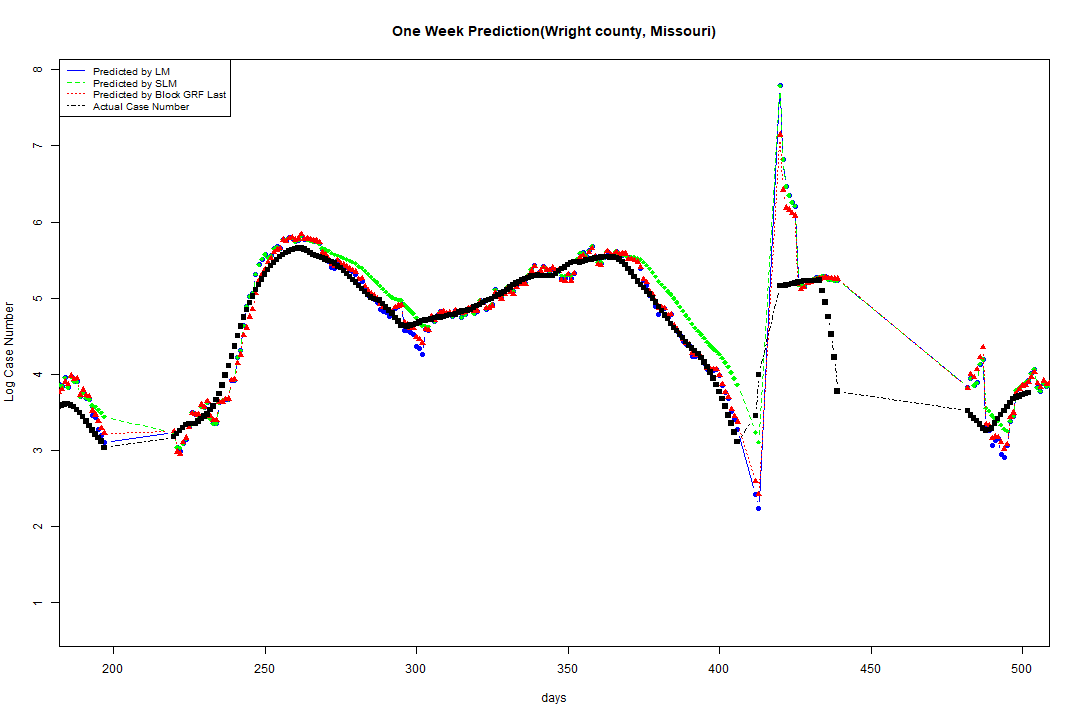 One Week Prediction(Wright county, Missouri)
Predicted by LM
Predicted by SLM
Predicted by Block GRF Last
Actual Case Number
8
7
6
5
4
3
2
1
Log Case Number
200 250 300 350 400 450 500
days